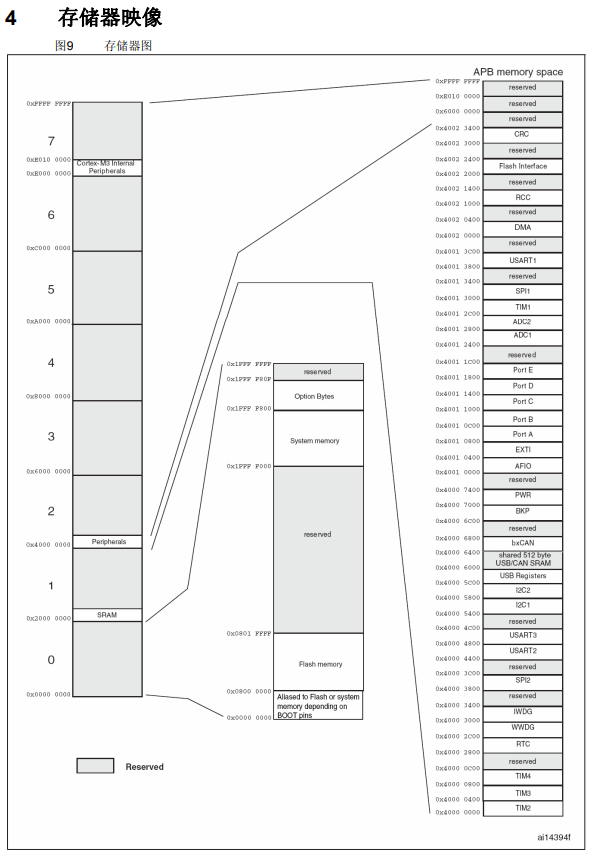 4 存储器映像
图9 存储器图
0xFFFF FFFF
7
0xE010 0000
Cortex-M3 Internal
Peripherals
0xE000 0000
6
0xC000 0000
5
0xA000 0000
4
0x8000 0000
3
0x6000 0000
2
Peripherals
0x4000 0000
1
SRAM
0x2000 0000
0
0x0000 0000
Reserved
0x1FFF FFFF
reserved
0x1FFF F80F
Option Bytes
0x1FFF F800
System memory
0x1FFF F000
reserved
0x0801 FFFF
Flash memory
0x0800 0000
Aliased to Flash or system
memory depending on
BOOT pins
0x0000 0000
APB memory space
0xFFFF FFFF
reserved
0xE010 0000
reserved
0x6000 0000
reserved
0x4002 3400
CRC
0x4002 3000
reserved
0x4002 2400
Flash Interface
0x4002 2000
reserved
0x4002 1400
RCC
0x4002 1000
reserved
0x4002 0400
DMA
0x4002 0000
reserved
0x4001 3C00
USART1
0x4001 3800
reserved
0x4001 3400
SPI1
0x4001 3000
TIM1
0x4001 2C00
ADC2
0x4001 2800
ADC1
0x4001 2400
reserved
0x4001 1C00
Port E
0x4001 1800
Port D
0x4001 1400
Port C
0x4001 1000
Port B
0x4001 0C00
Port A
0x4001 0800
EXTI
0x4001 0400
AFIO
0x4001 0000
reserved
0x4000 7400
PWR
0x4000 7000
BKP
0x4000 6C00
reserved
0x4000 6800
bxCAN
0x4000 6400
shared 512 byte
USB/CAN SRAM
0x4000 6000
USB Registers
0x4000 5C00
I2C2
0x4000 5800
I2C1
0x4000 5400
reserved
0x4000 4C00
USART3
0x4000 4800
USART2
0x4000 4400
reserved
0x4000 3C00
SPI2
0x4000 3800
reserved
0x4000 3400
IWDG
0x4000 3000
WWDG
0x4000 2C00
RTC
0x4000 2800
reserved
0x4000 0C00
TIM4
0x4000 0800
TIM3
0x4000 0400
TIM2
0x4000 0000
ai14394f